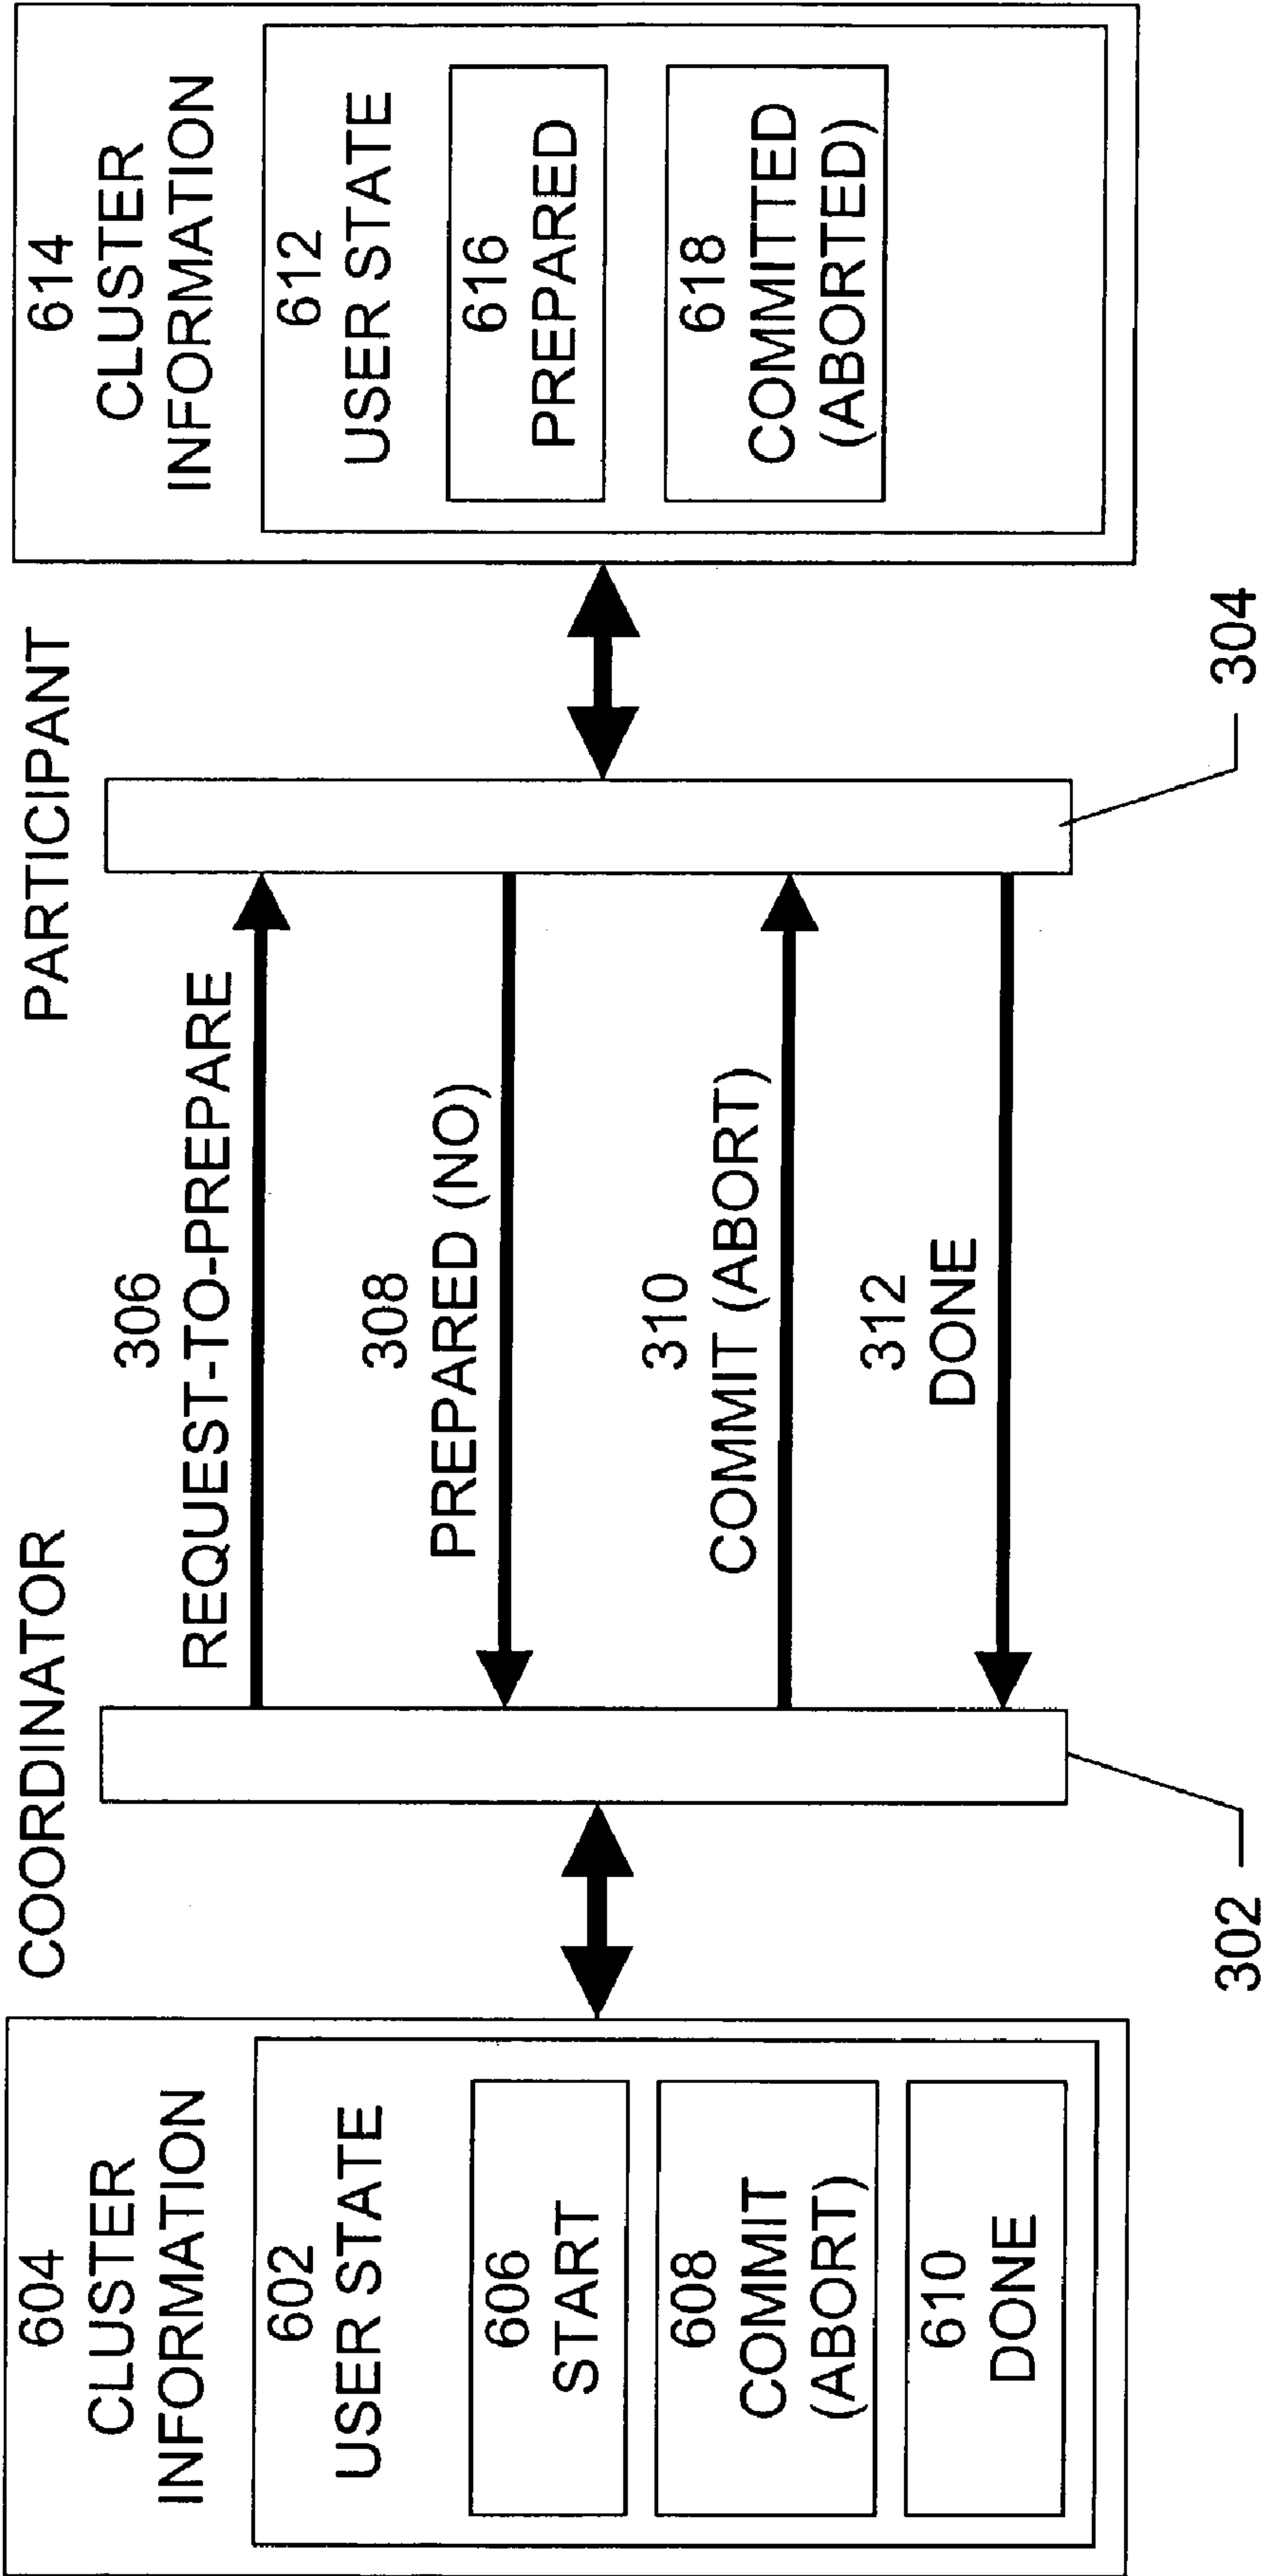 COORDINATOR
PARTICIPANT
604
CLUSTER
INFORMATION
602
USER STATE
606
START
608
COMMIT
(ABORT)
610
DONE
306
REQUEST-TO-PREPARE
308
PREPARED (NO)
310
COMMIT (ABORT)
312
DONE
302
304
614
CLUSTER
INFORMATION
612
USER STATE
616
PREPARED
618
COMMITTED
(ABORTED)